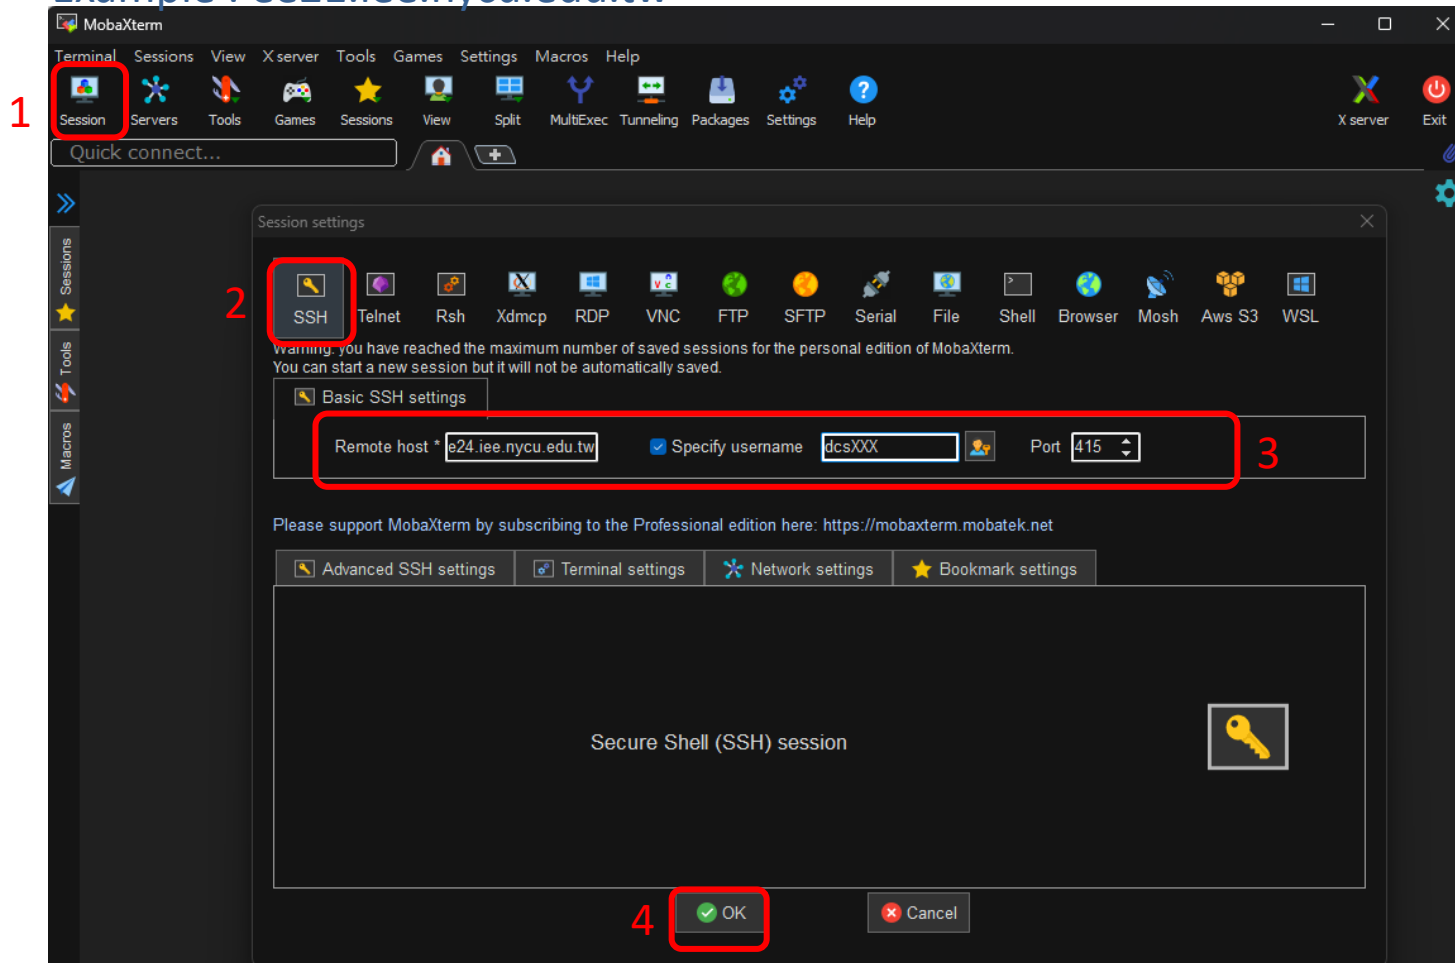 MobaXterm
Terminal Sessions View X server Tools Games Settings Macros Help
1
Session Servers Tools Games Sessions View Split MultiExec Tunneling Packages Settings Help X server Exit
Quick connect...
Sessions
Tools
Macros
Session settings
2
SSH Telnet Rsh Xdmcp RDP VNC FTP SFTP Serial File Shell Browser Mosh Aws S3 WSL
Warning: you have reached the maximum number of saved sessions for the personal edition of MobaXterm.
You can start a new session but it will not be automatically saved.
Basic SSH settings
Remote host * e24.iee.nycu.edu.tw Specify username dcsXXX Port 415
3
Please support MobaXterm by subscribing to the Professional edition here: https://mobaxterm.mobatek.net
Advanced SSH settings Terminal settings Network settings Bookmark settings
Secure Shell (SSH) session
4
OK Cancel